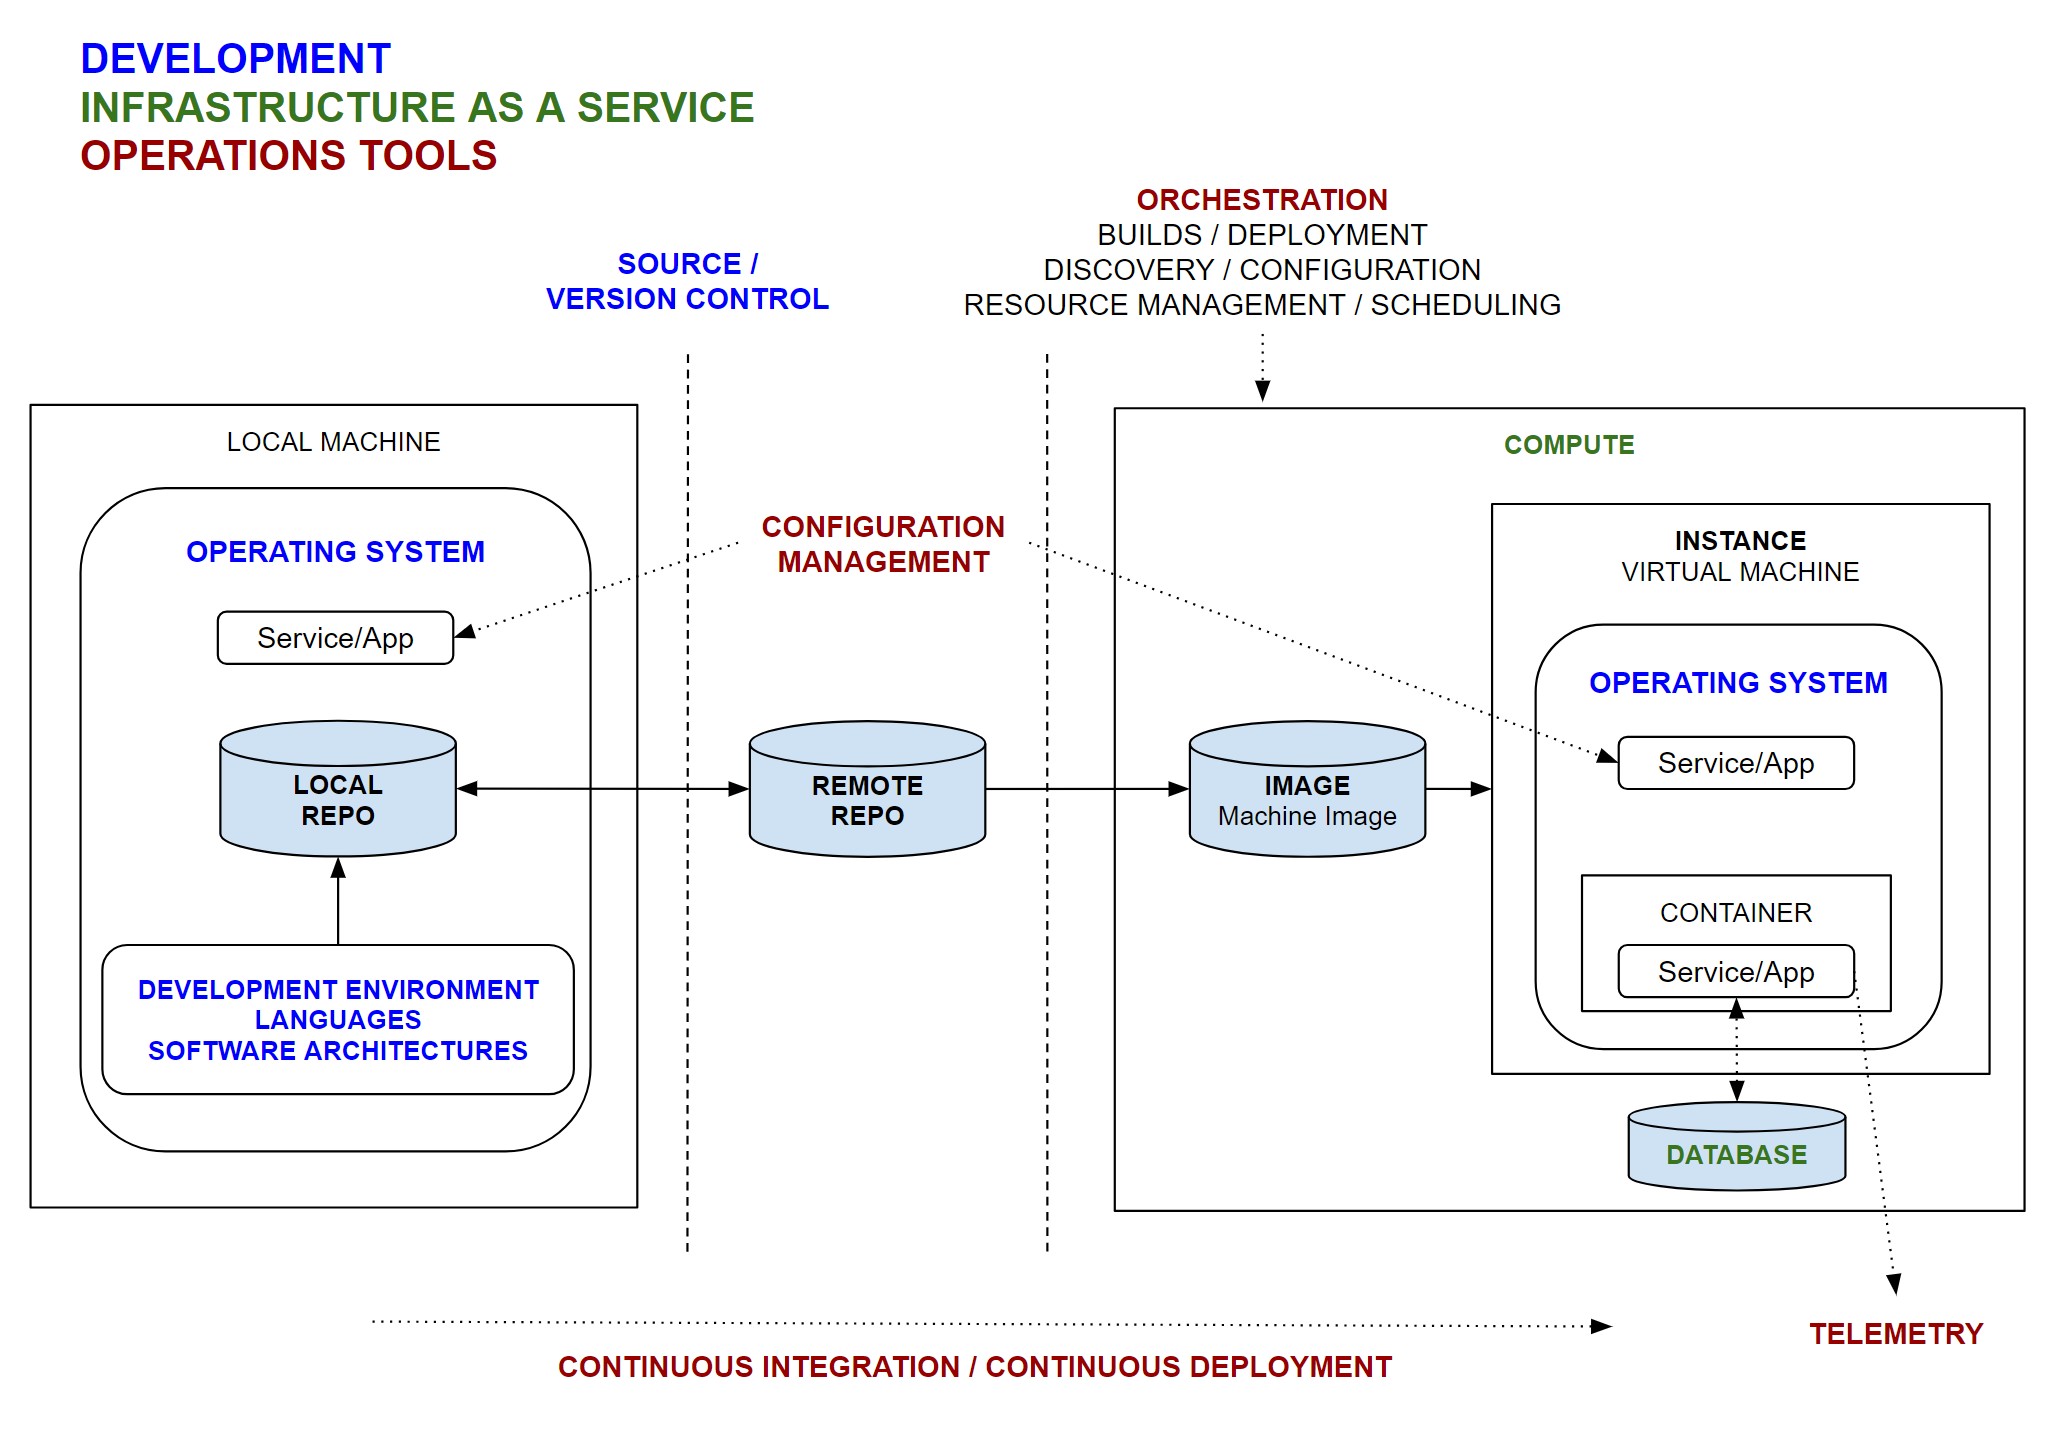 DEVELOPMENT
INFRASTRUCTURE AS A SERVICE
OPERATIONS TOOLS
ORCHESTRATION
BUILDS / DEPLOYMENT
DISCOVERY / CONFIGURATION
RESOURCE MANAGEMENT / SCHEDULING
SOURCE /
VERSION CONTROL
LOCAL MACHINE
OPERATING SYSTEM
Service/App
LOCAL
REPO
DEVELOPMENT ENVIRONMENT
LANGUAGES
SOFTWARE ARCHITECTURES
CONFIGURATION
MANAGEMENT
REMOTE
REPO
COMPUTE
IMAGE
Machine Image
INSTANCE
VIRTUAL MACHINE
OPERATING SYSTEM
Service/App
CONTAINER
Service/App
DATABASE
TELEMETRY
CONTINUOUS INTEGRATION / CONTINUOUS DEPLOYMENT